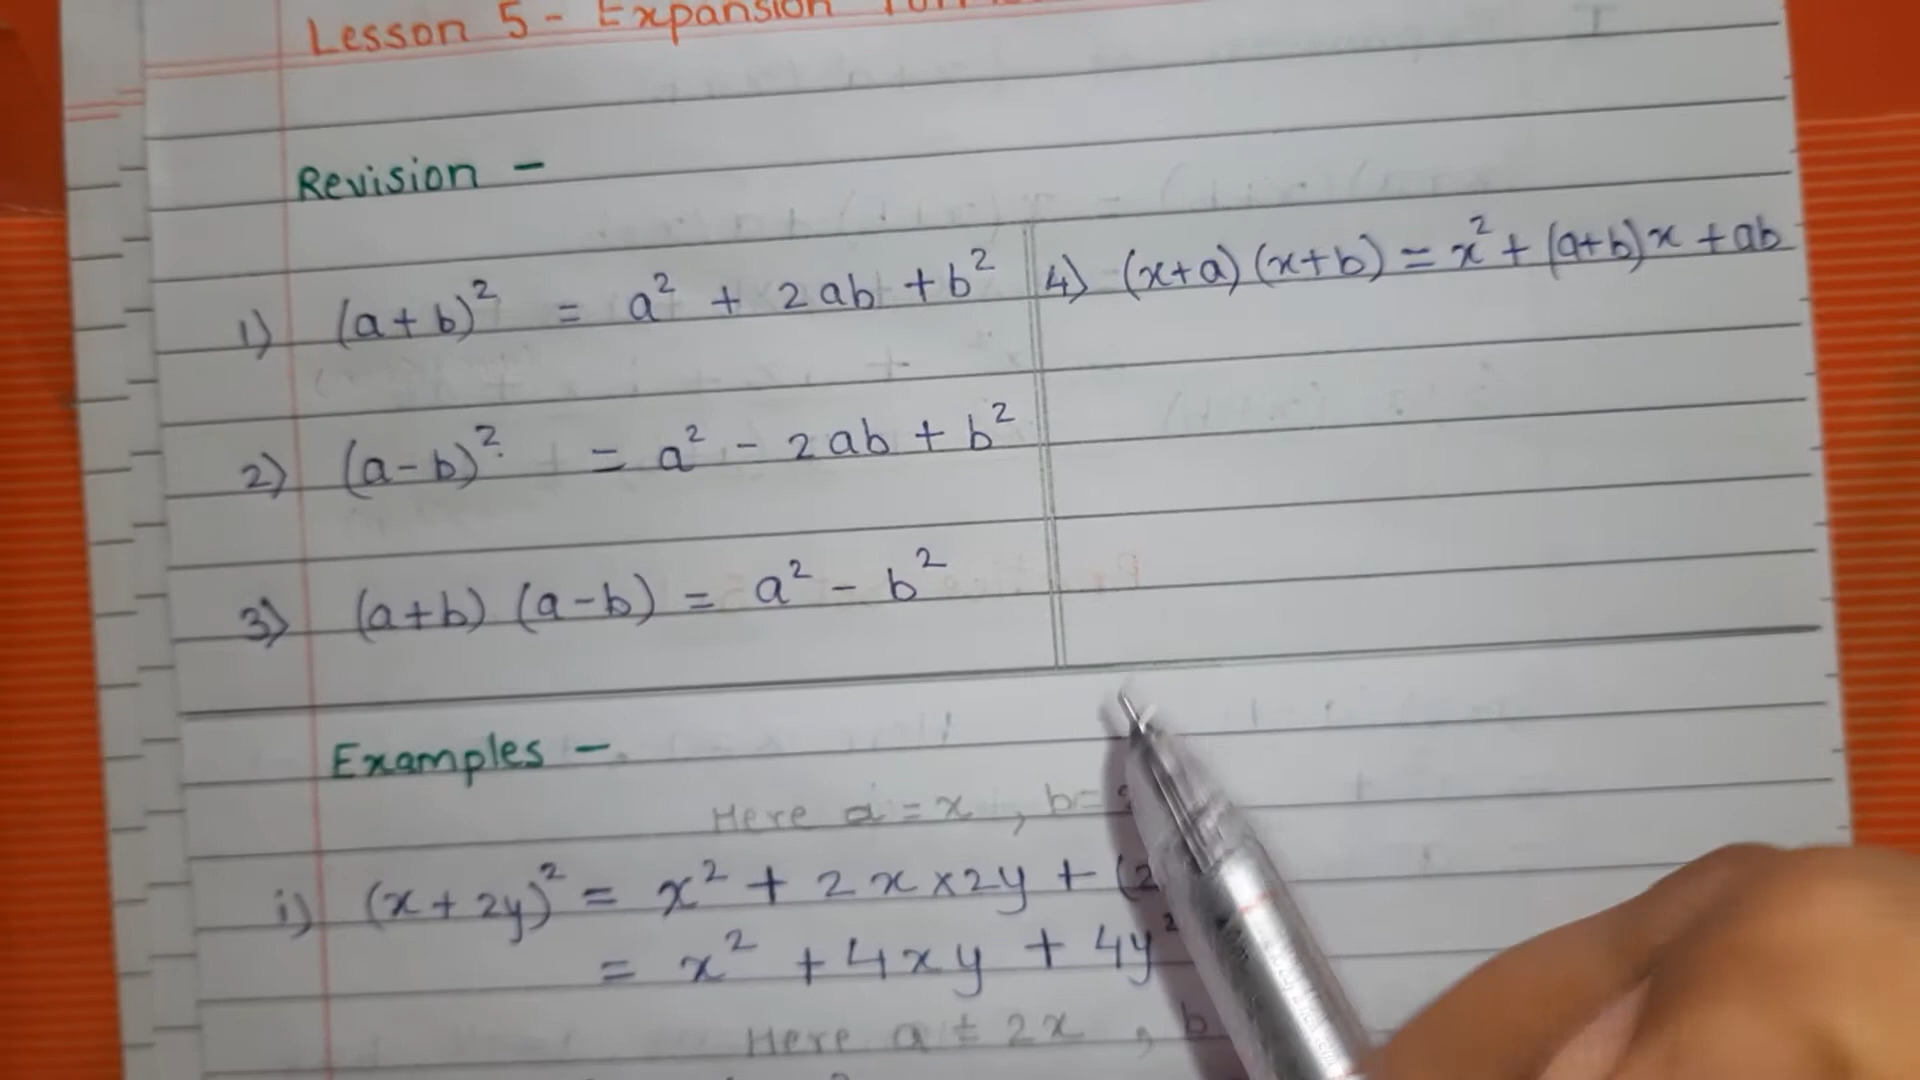 Lesson 5 - Expansion
Revision -
1) (a+b)² = a² + 2ab + b²
2) (a-b)² = a² - 2ab + b²
3) (a+b) (a-b) = a² - b²
4) (x+a) (x+b) = x² + (a+b)x + ab
Examples -
Here a = x, b=
i) (x + 2y)² = x² + 2x×2y + (2
= x² + 4xy + 4y²
Here a = 2x, b